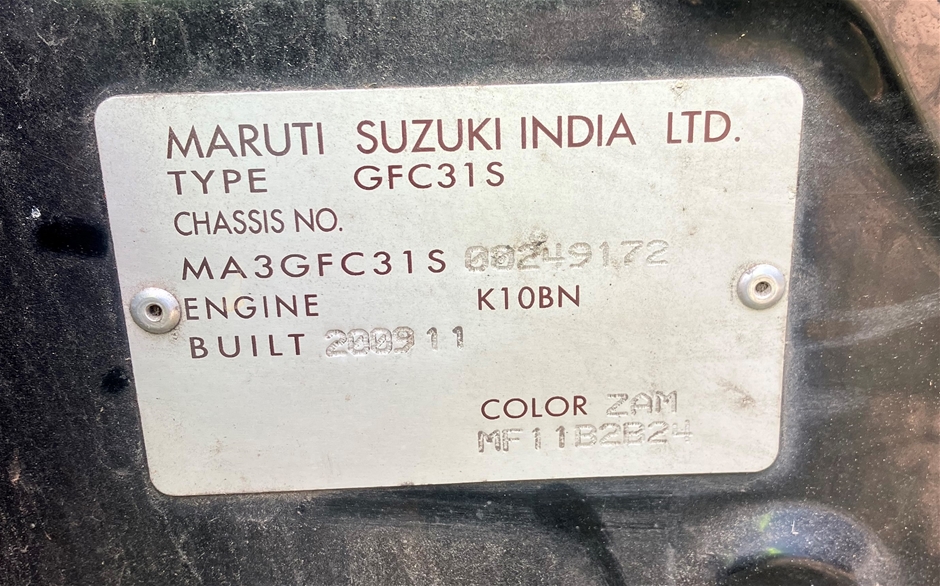 MARUTI SUZUKI INDIA LTD.
TYPE GFC31S
CHASSIS NO.
MA3GFC31S 00249172
ENGINE K10BN
BUILT 2009 11
COLOR ZAM
MF11B2B24